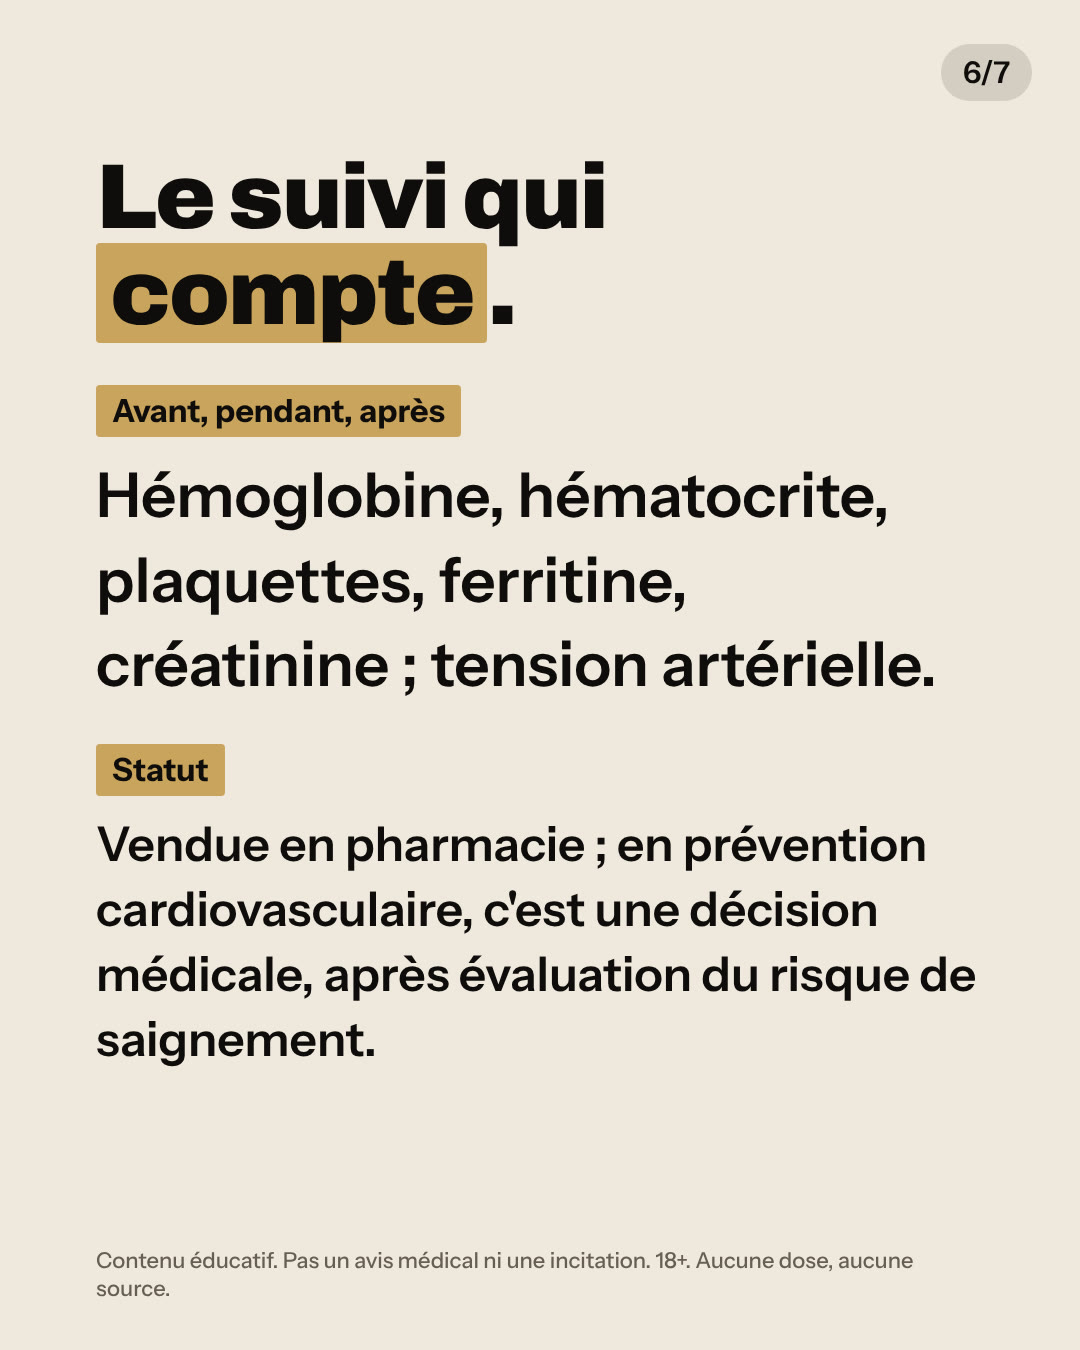 6/7
Le suivi qui
compte.
Avant, pendant, après
Hémoglobine, hématocrite,
plaquettes, ferritine,
créatinine ; tension artérielle.
Statut
Vendue en pharmacie ; en prévention
cardiovasculaire, c'est une décision
médicale, après évaluation du risque de
saignement.
Contenu éducatif. Pas un avis médical ni une incitation. 18+. Aucune dose, aucune
source.